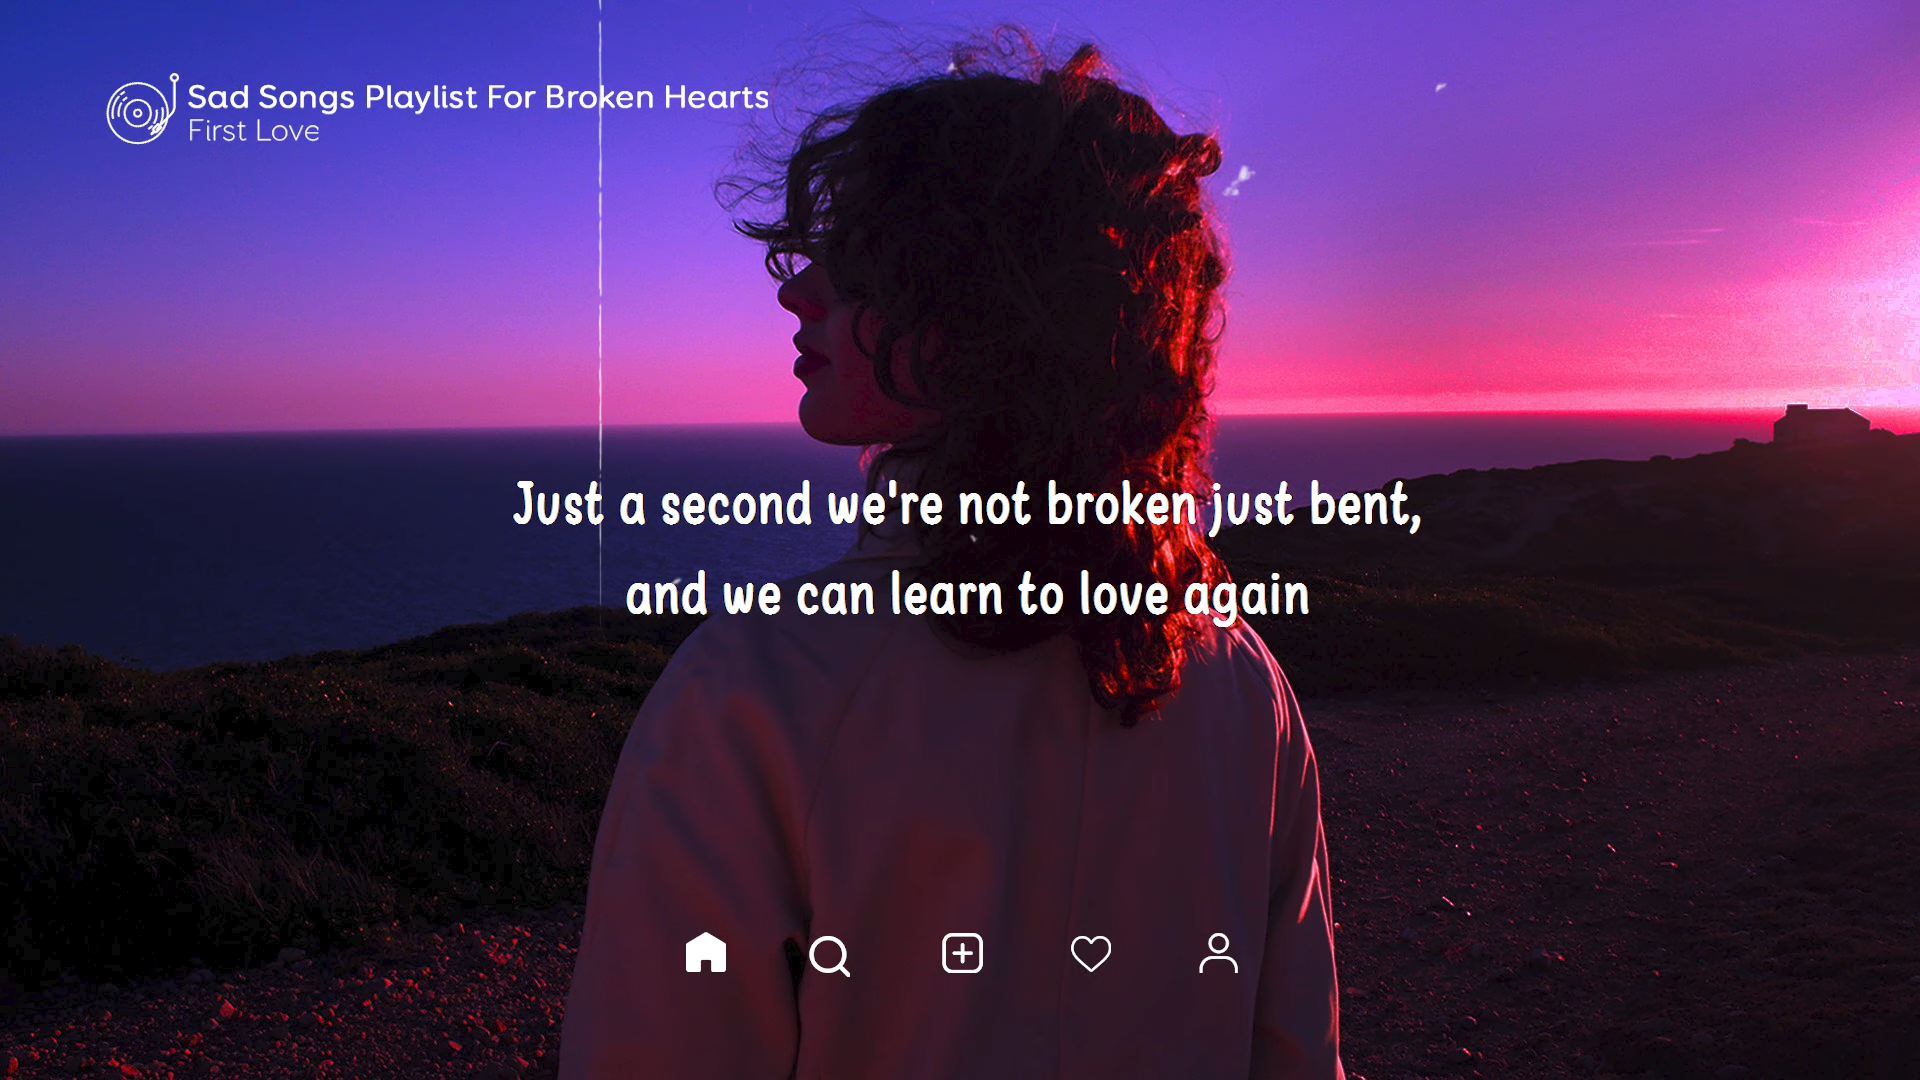 Sad Songs Playlist For Broken Hearts
First Love
Just a second we're not broken just bent,
and we can learn to love again